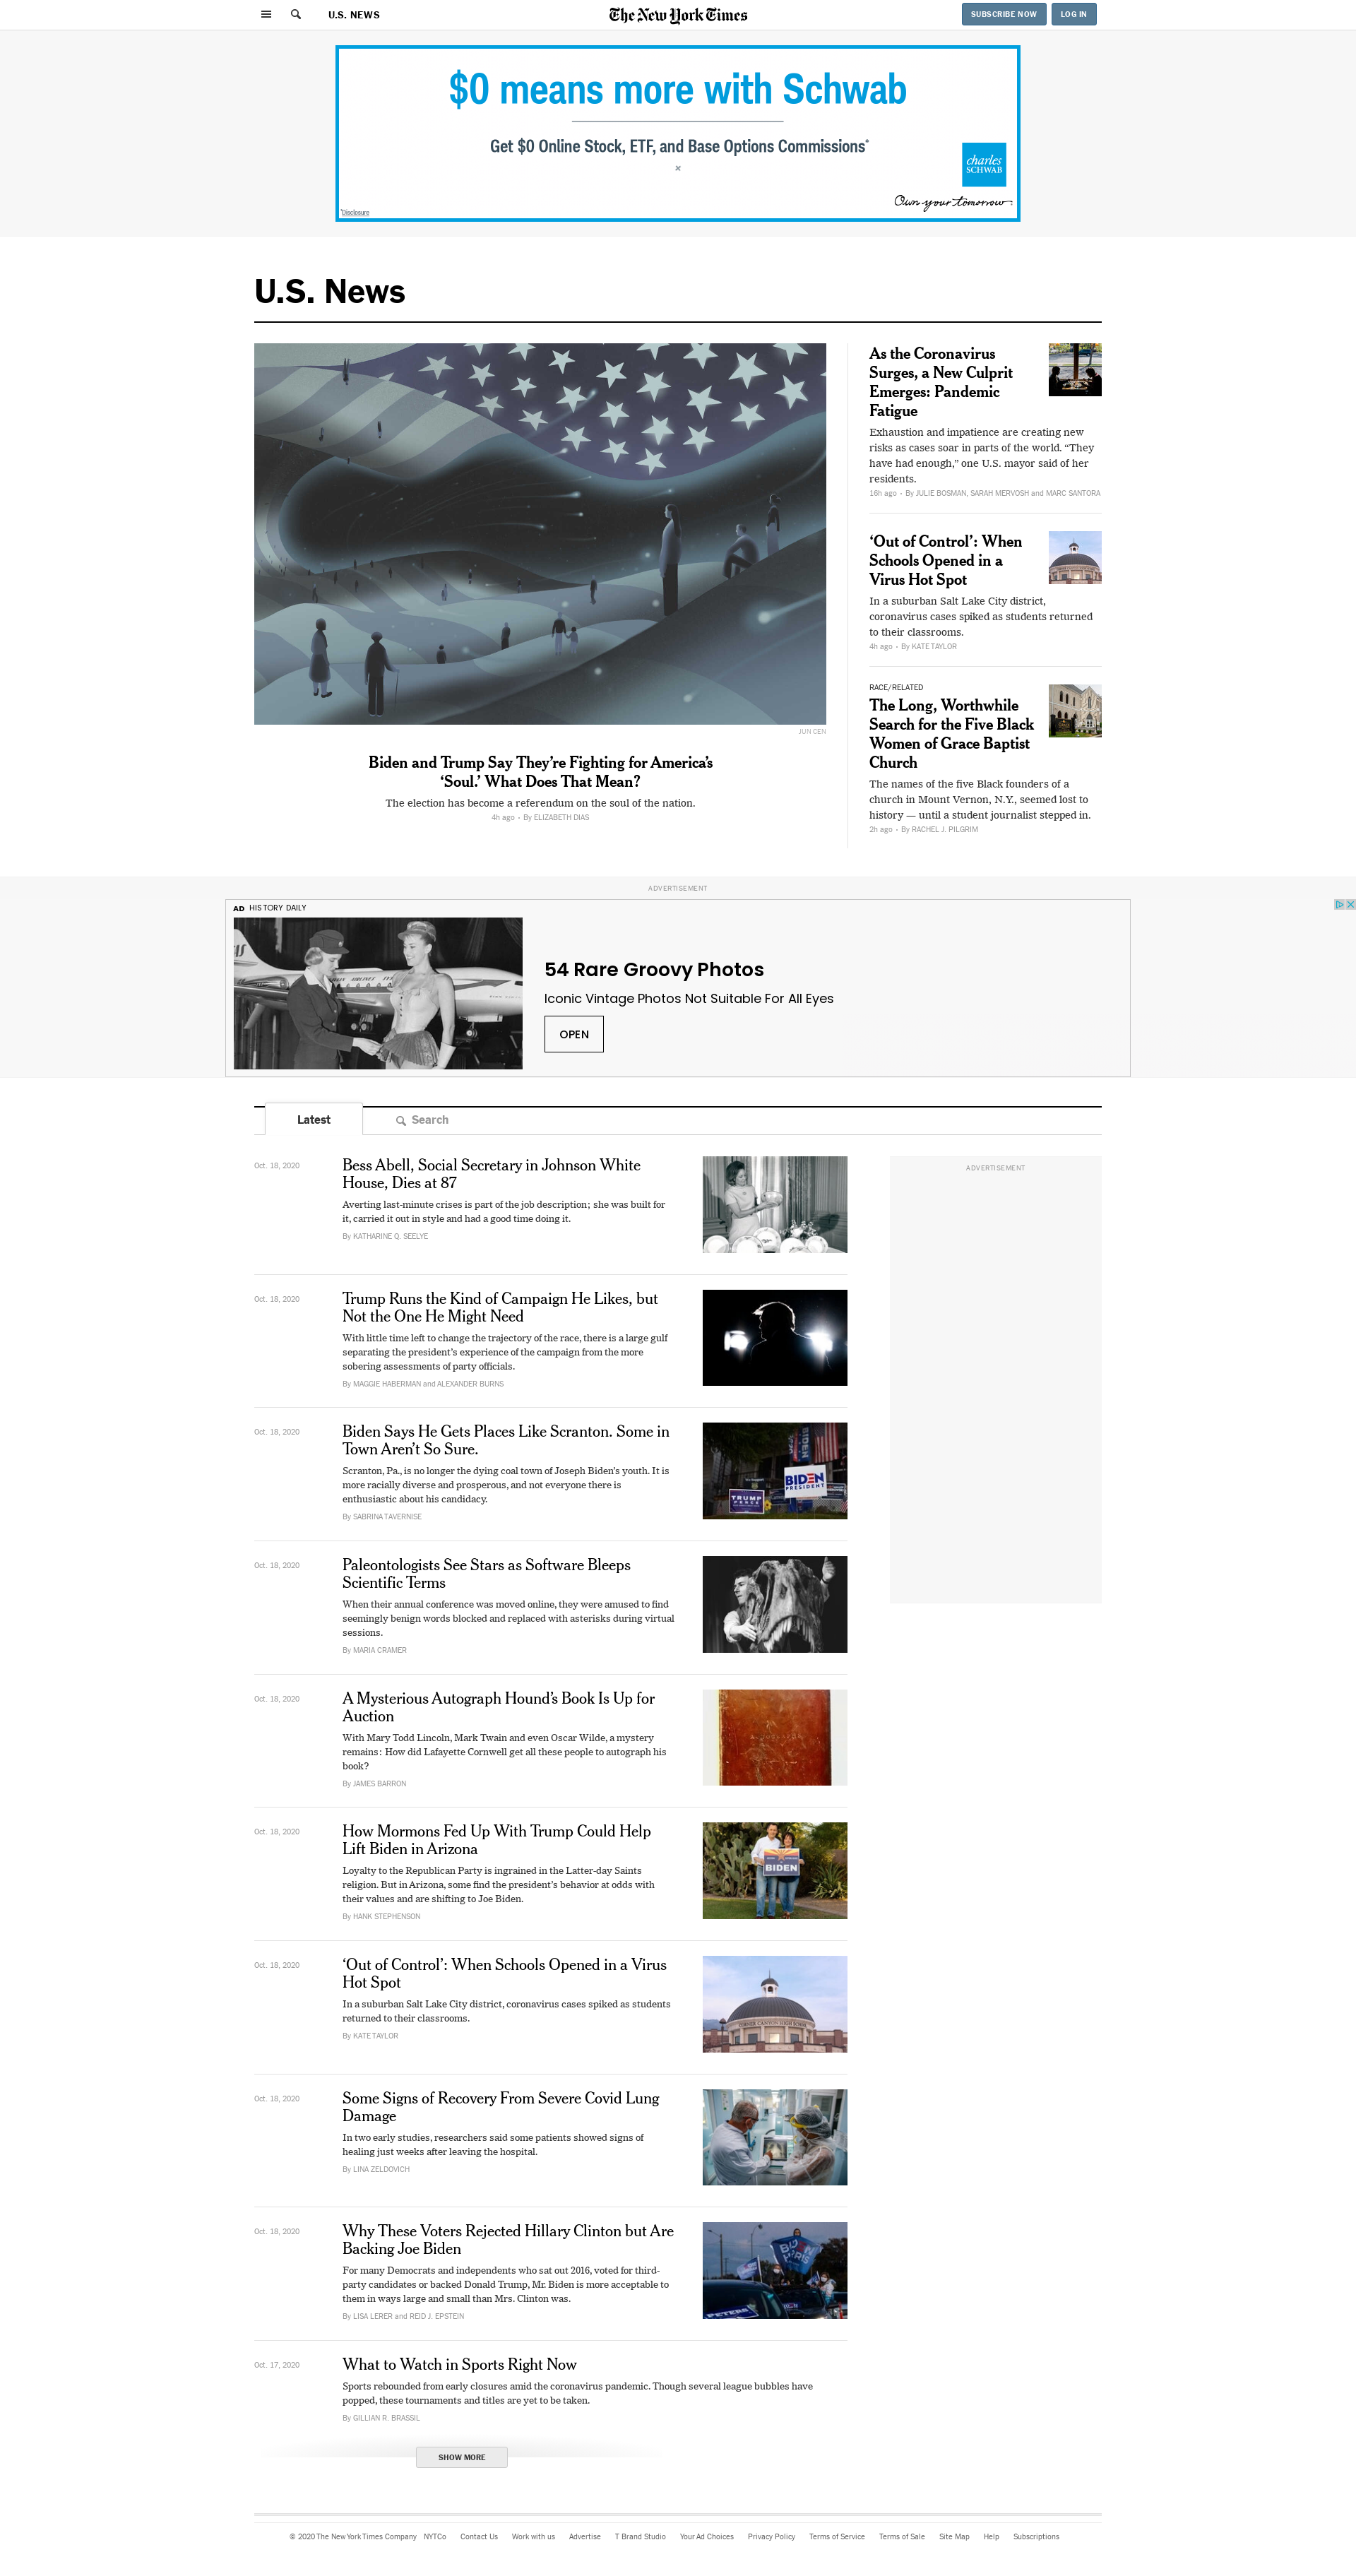 U.S. NEWS
The New York Times
SUBSCRIBE NOW
LOG IN
$0 means more with Schwab
Get $0 Online Stock, ETF, and Base Options Commissions*
charles
SCHWAB
Own your tomorrow
*Disclosure
U.S. News
JUN CEN
Biden and Trump Say They’re Fighting for America’s
‘Soul.’ What Does That Mean?
The election has become a referendum on the soul of the nation.
4h ago • By ELIZABETH DIAS
As the Coronavirus
Surges, a New Culprit
Emerges: Pandemic
Fatigue
Exhaustion and impatience are creating new
risks as cases soar in parts of the world. “They
have had enough,” one U.S. mayor said of her
residents.
16h ago • By JULIE BOSMAN, SARAH MERVOSH and MARC SANTORA
‘Out of Control’: When
Schools Opened in a
Virus Hot Spot
In a suburban Salt Lake City district,
coronavirus cases spiked as students returned
to their classrooms.
4h ago • By KATE TAYLOR
RACE/RELATED
The Long, Worthwhile
Search for the Five Black
Women of Grace Baptist
Church
The names of the five Black founders of a
church in Mount Vernon, N.Y., seemed lost to
history — until a student journalist stepped in.
2h ago • By RACHEL J. PILGRIM
ADVERTISEMENT
AD HISTORY DAILY
54 Rare Groovy Photos
Iconic Vintage Photos Not Suitable For All Eyes
OPEN
Latest
Search
ADVERTISEMENT
Oct. 18, 2020
Bess Abell, Social Secretary in Johnson White
House, Dies at 87
Averting last-minute crises is part of the job description; she was built for
it, carried it out in style and had a good time doing it.
By KATHARINE Q. SEELYE
Oct. 18, 2020
Trump Runs the Kind of Campaign He Likes, but
Not the One He Might Need
With little time left to change the trajectory of the race, there is a large gulf
separating the president’s experience of the campaign from the more
sobering assessments of party officials.
By MAGGIE HABERMAN and ALEXANDER BURNS
Oct. 18, 2020
Biden Says He Gets Places Like Scranton. Some in
Town Aren’t So Sure.
Scranton, Pa., is no longer the dying coal town of Joseph Biden’s youth. It is
more racially diverse and prosperous, and not everyone there is
enthusiastic about his candidacy.
By SABRINA TAVERNISE
BIDEN
BIDEN
PRESIDENT
TRUMP
PENCE
Oct. 18, 2020
Paleontologists See Stars as Software Bleeps
Scientific Terms
When their annual conference was moved online, they were amused to find
seemingly benign words blocked and replaced with asterisks during virtual
sessions.
By MARIA CRAMER
Oct. 18, 2020
A Mysterious Autograph Hound’s Book Is Up for
Auction
With Mary Todd Lincoln, Mark Twain and even Oscar Wilde, a mystery
remains: How did Lafayette Cornwell get all these people to autograph his
book?
By JAMES BARRON
Oct. 18, 2020
How Mormons Fed Up With Trump Could Help
Lift Biden in Arizona
Loyalty to the Republican Party is ingrained in the Latter-day Saints
religion. But in Arizona, some find the president’s behavior at odds with
their values and are shifting to Joe Biden.
By HANK STEPHENSON
BIDEN
Oct. 18, 2020
‘Out of Control’: When Schools Opened in a Virus
Hot Spot
In a suburban Salt Lake City district, coronavirus cases spiked as students
returned to their classrooms.
By KATE TAYLOR
Oct. 18, 2020
Some Signs of Recovery From Severe Covid Lung
Damage
In two early studies, researchers said some patients showed signs of
healing just weeks after leaving the hospital.
By LINA ZELDOVICH
Oct. 18, 2020
Why These Voters Rejected Hillary Clinton but Are
Backing Joe Biden
For many Democrats and independents who sat out 2016, voted for third-
party candidates or backed Donald Trump, Mr. Biden is more acceptable to
them in ways large and small than Mrs. Clinton was.
By LISA LERER and REID J. EPSTEIN
BIDEN
PETERS
Oct. 17, 2020
What to Watch in Sports Right Now
Sports rebounded from early closures amid the coronavirus pandemic. Though several league bubbles have
popped, these tournaments and titles are yet to be taken.
By GILLIAN R. BRASSIL
SHOW MORE
© 2020 The New York Times Company NYTCo Contact Us Work with us Advertise T Brand Studio Your Ad Choices Privacy Policy Terms of Service Terms of Sale Site Map Help Subscriptions